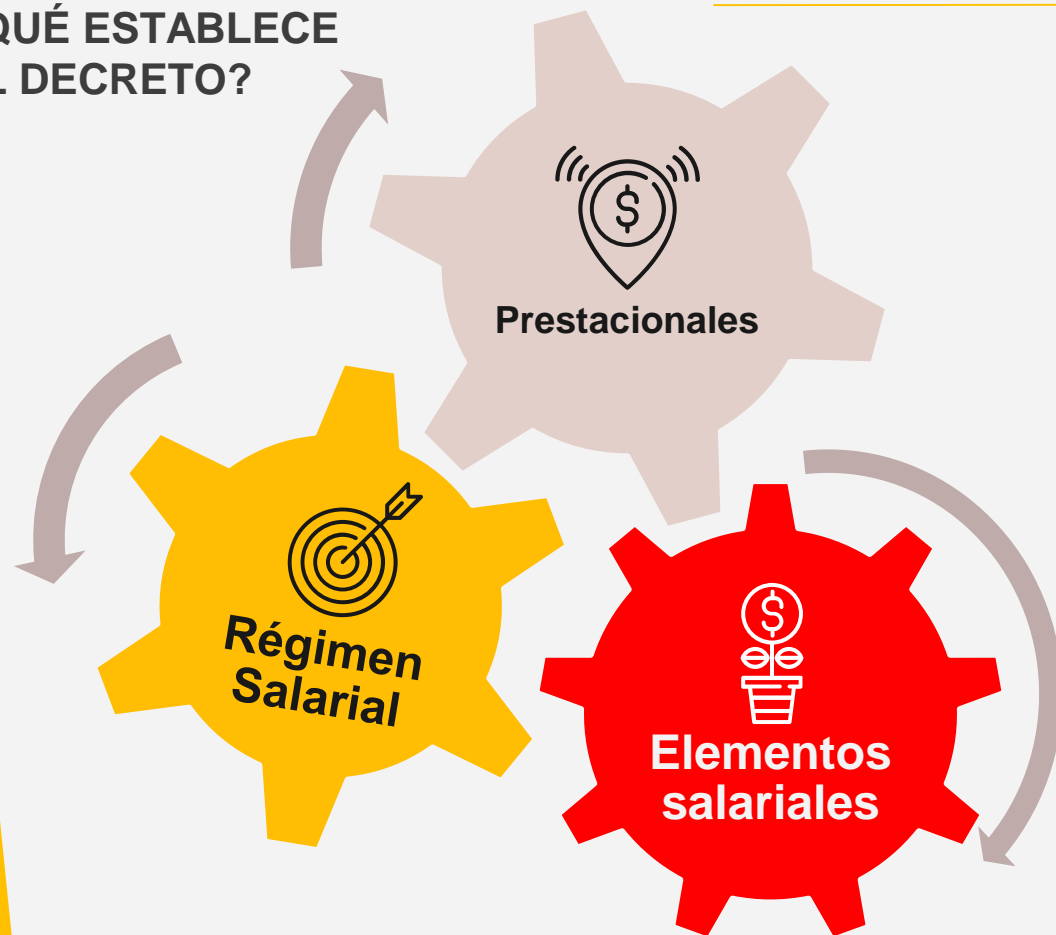 QUÉ ESTABLECE
L DECRETO?
Prestacionales
Régimen
Salarial
Elementos
salariales